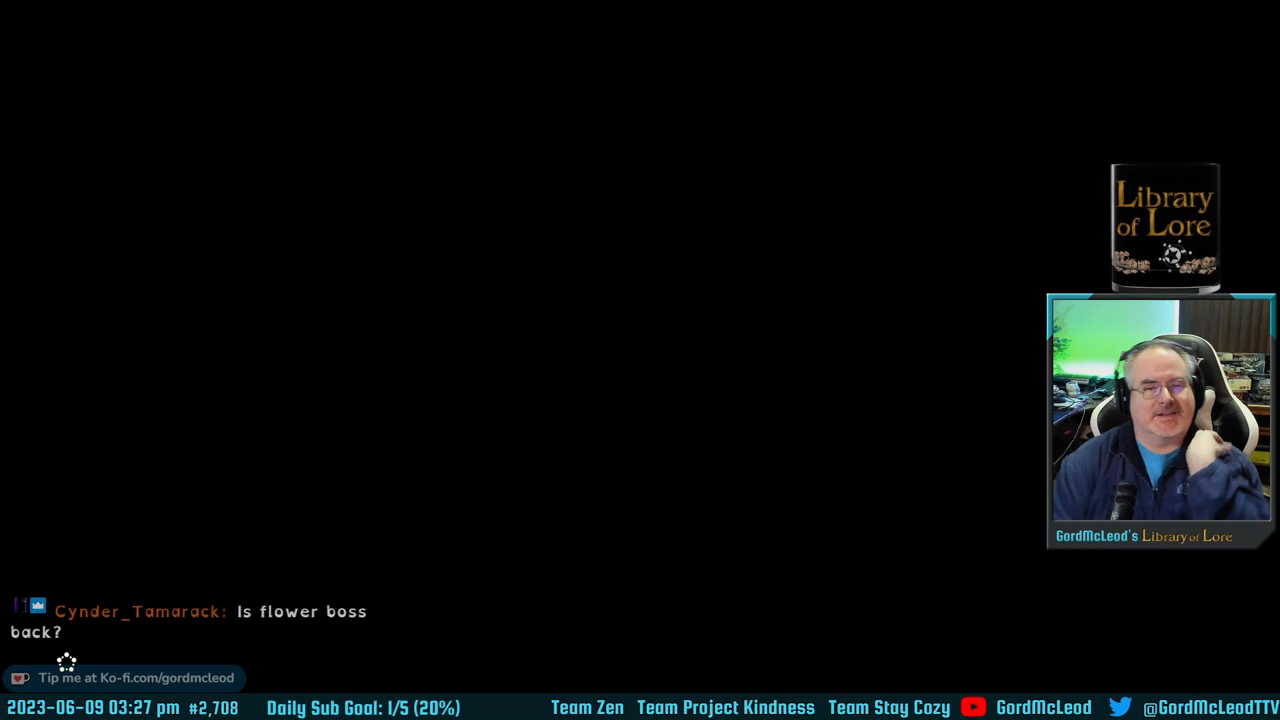 Library
of Lore
GordMcLeod's Library of Lore
Cynder_Tamarack: Is flower boss
back?
Tip me at Ko-fi.com/gordmcleod
2023-06-09 03:27 pm #2,708 Daily Sub Goal: 1/5 (20%) Team Zen Team Project Kindness Team Stay Cozy GordMcLeod @GordMcLeodTTV